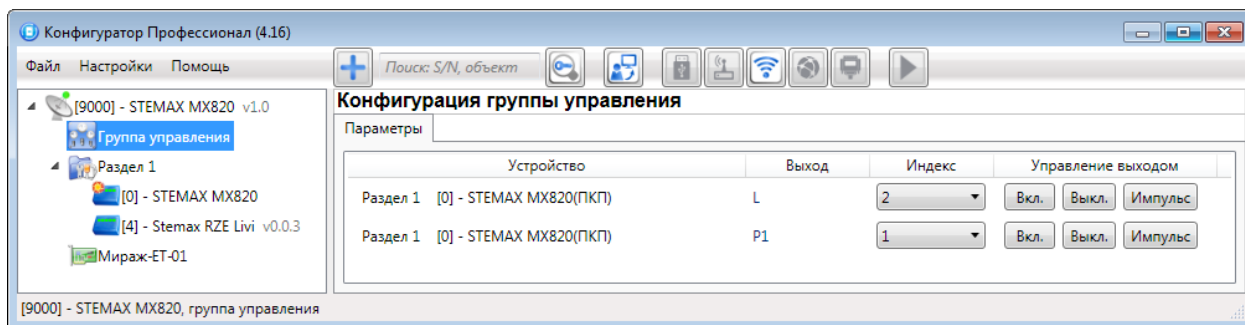 Конфигуратор Профессионал (4.16)
Файл Настройки Помощь
Поиск: S/N, объект
[9000] - STEMAX MX820 v1.0
Группа управления
Раздел 1
[0] - STEMAX MX820
[4] - Stemax RZE Livi v0.0.3
Мираж-ET-01
Конфигурация группы управления
Параметры
Устройство Выход Индекс Управление выходом
Раздел 1 [0] - STEMAX MX820(ПКП) L 2 Вкл. Выкл. Импульс
Раздел 1 [0] - STEMAX MX820(ПКП) P1 1 Вкл. Выкл. Импульс
[9000] - STEMAX MX820, группа управления